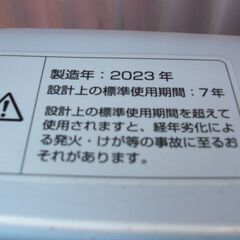 製造年：2023年
設計上の標準使用期間：7年
設計上の標準使用期間を超えて
使用されますと、経年劣化によ
る発火・けが等の事故に至るお
それがあります。